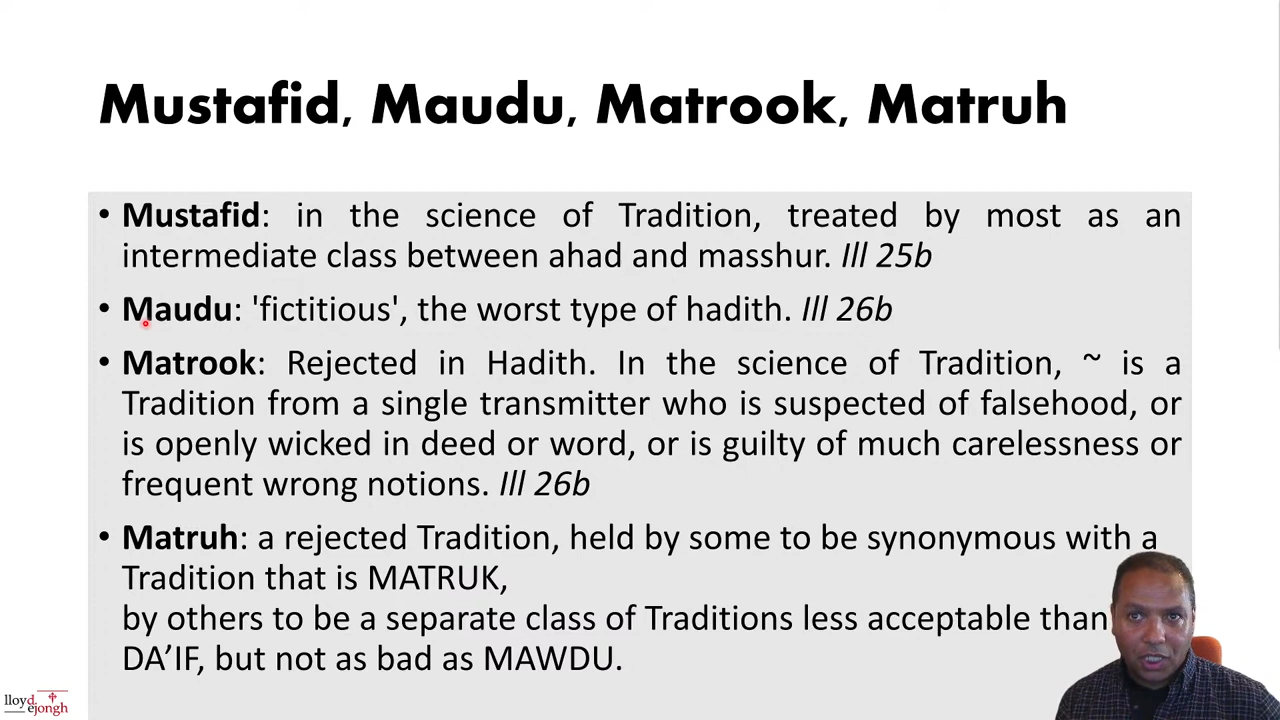 Mustafid, Maudu, Matrook, Matruh
• Mustafid: in the science of Tradition, treated by most as an
intermediate class between ahad and masshur. Ill 25b
• Maudu: 'fictitious', the worst type of hadith. Ill 26b
• Matrook: Rejected in Hadith. In the science of Tradition, ~ is a
Tradition from a single transmitter who is suspected of falsehood, or
is openly wicked in deed or word, or is guilty of much carelessness or
frequent wrong notions. Ill 26b
• Matruh: a rejected Tradition, held by some to be synonymous with a
Tradition that is MATRUK,
by others to be a separate class of Traditions less acceptable than
DA’IF, but not as bad as MAWDU.
lloyd
ejongh